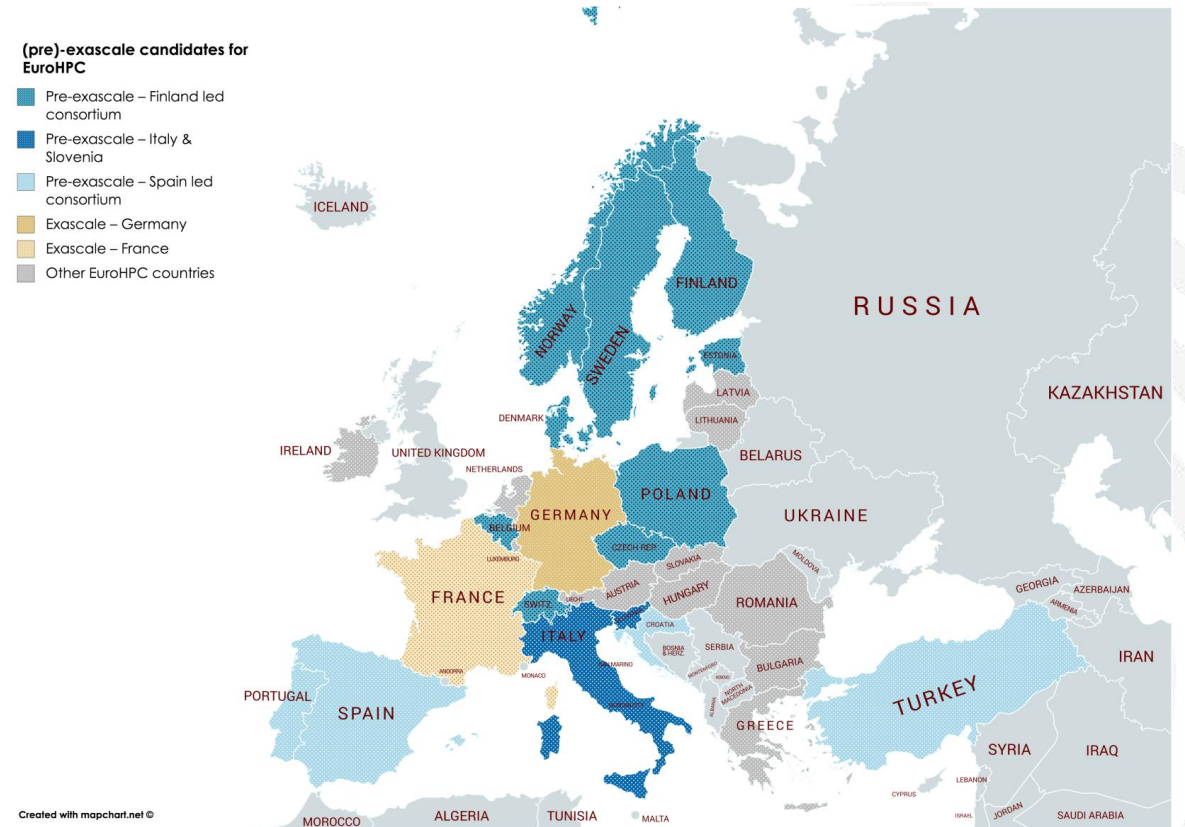 (pre)-exascale candidates for
EuroHPC
Pre-exascale – Finland led
consortium
Pre-exascale – Italy &
Slovenia
Pre-exascale – Spain led
consortium
Exascale – Germany
Exascale – France
Other EuroHPC countries
ICELAND
FINLAND
RUSSIA
NORWAY
SWEDEN
ESTONIA
KAZAKHSTAN
LATVIA
DENMARK
LITHUANIA
IRELAND
UNITED KINGDOM
BELARUS
NETHERLANDS
POLAND
GERMANY
UKRAINE
BELGIUM
CZECH REP.
LUXEMBURG
SLOVAKIA
MOLDOVA
AUSTRIA
HUNGARY
GEORGIA
AZERBAIJAN
FRANCE
SWITZ.
LIECHT.
ROMANIA
ARMENIA
ITALY
CROATIA
BOSNIA
& HERZ.
SERBIA
IRAN
SAN MARINO
BULGARIA
ANDORRA
MONACO
MONTENEGRO
KOSOVO
NORTH
MACEDONIA
PORTUGAL
SPAIN
ALBANIA
TURKEY
GREECE
SYRIA
IRAQ
LEBANON
CYPRUS
Created with mapchart.net ©
MOROCCO
ALGERIA
TUNISIA
MALTA
ISRAEL
JORDAN
SAUDI ARABIA